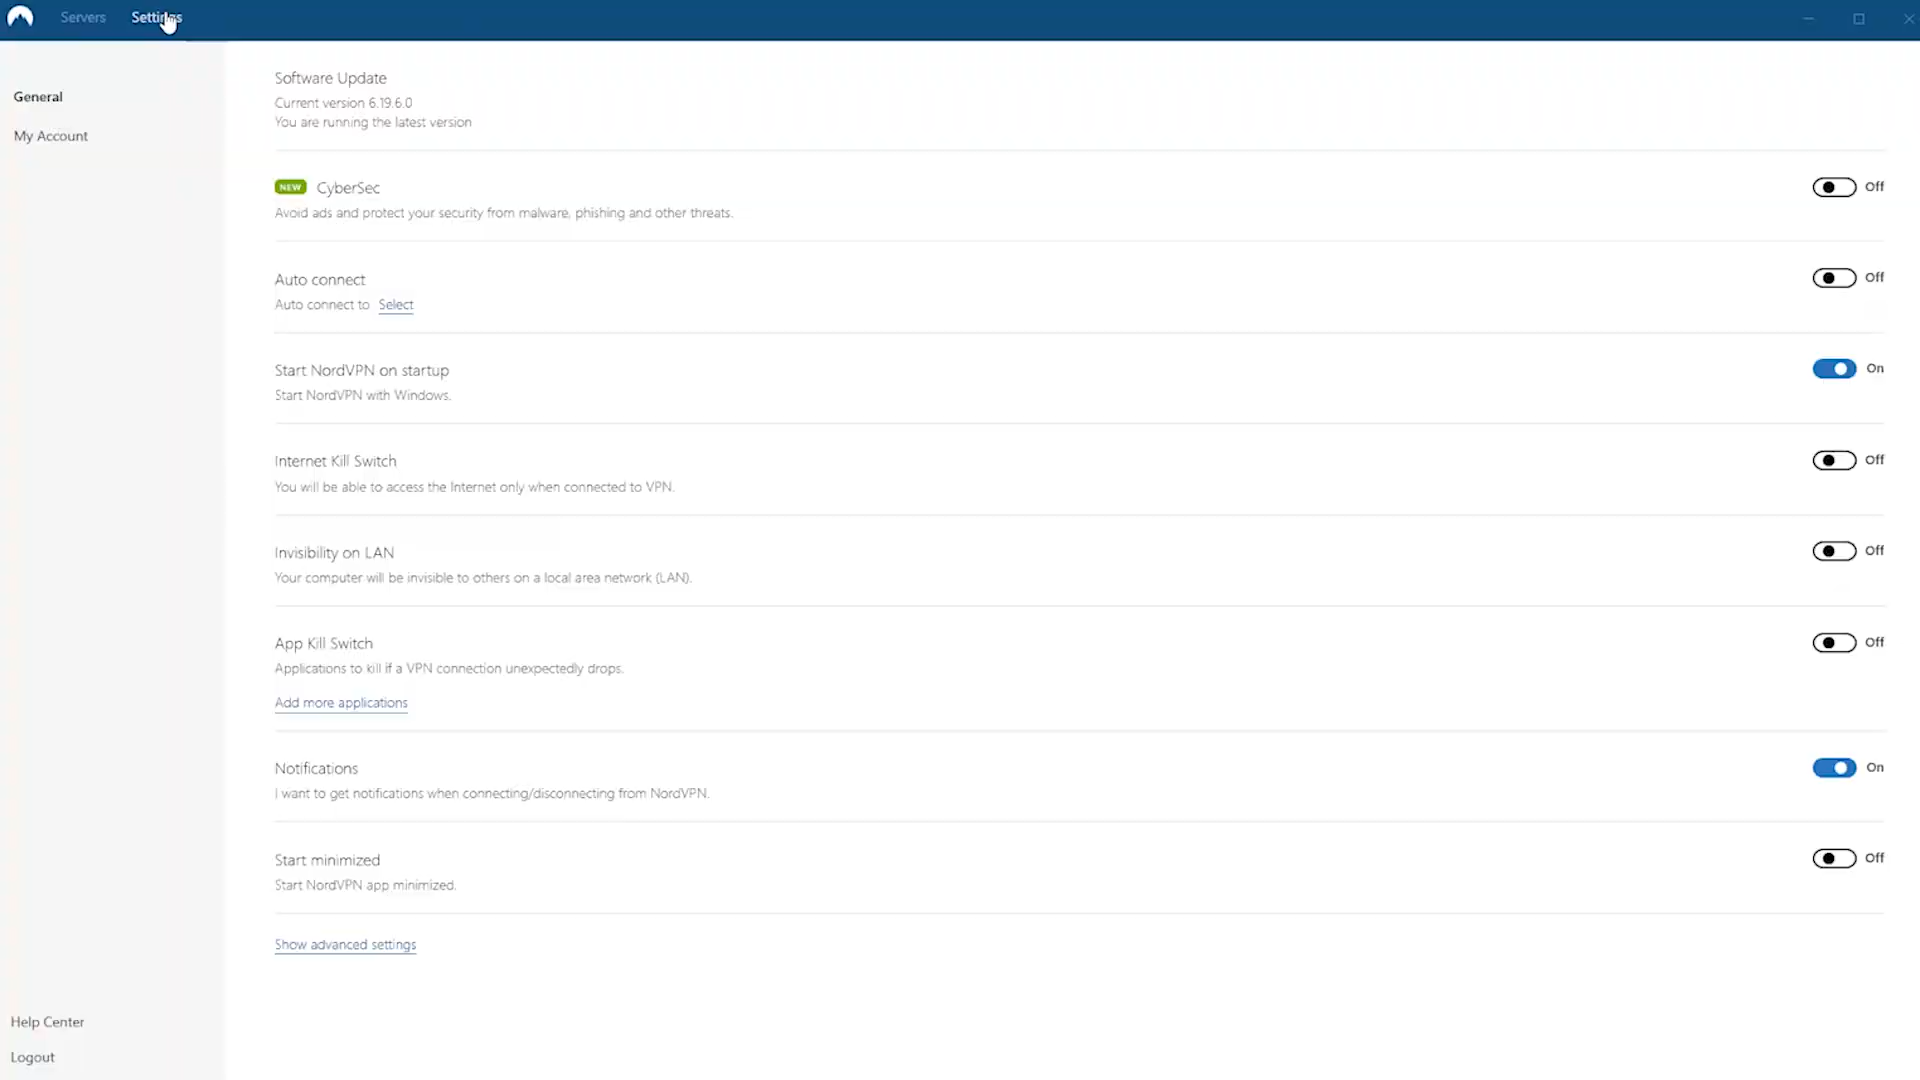 Servers
Settings
General
My Account
Software Update
Current version 6.19.6.0
You are running the latest version
NEW CyberSec
Off
Avoid ads and protect your security from malware, phishing and other threats.
Auto connect
Off
Auto connect to Select
Start NordVPN on startup
On
Start NordVPN with Windows.
Internet Kill Switch
Off
You will be able to access the Internet only when connected to VPN.
Invisibility on LAN
Off
Your computer will be invisible to others on a local area network (LAN).
App Kill Switch
Off
Applications to kill if a VPN connection unexpectedly drops.
Add more applications
Notifications
On
I want to get notifications when connecting/disconnecting from NordVPN.
Start minimized
Off
Start NordVPN app minimized.
Show advanced settings
Help Center
Logout